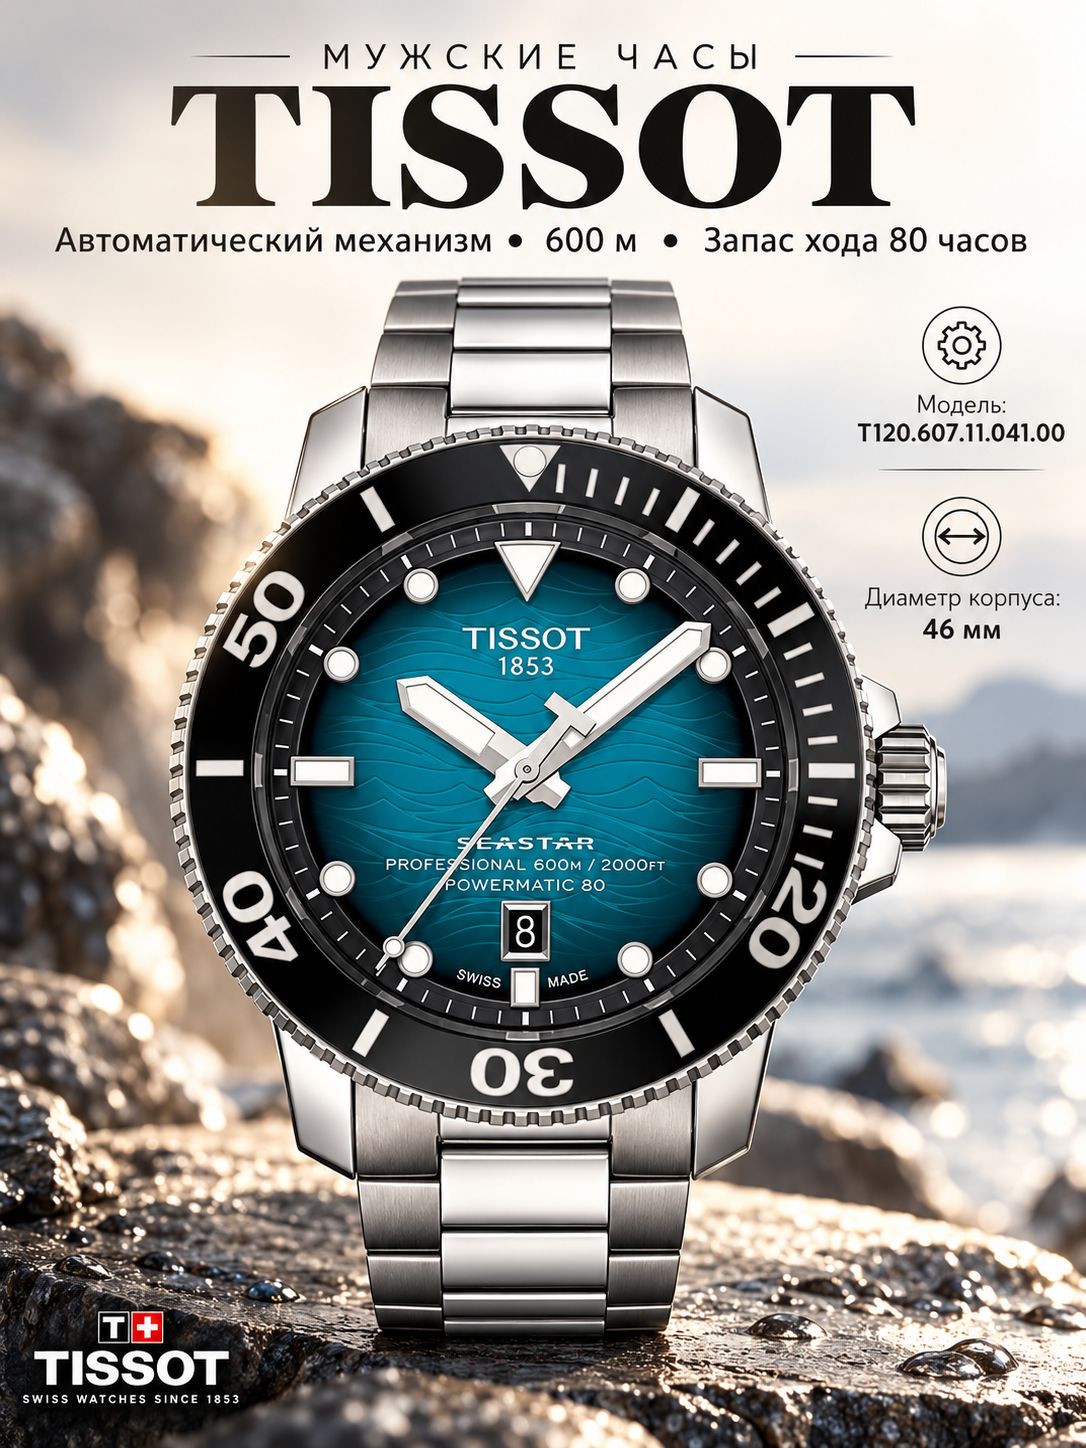 МУЖСКИЕ ЧАСЫ
TISSOT
Автоматический механизм • 600 м • Запас хода 80 часов
Модель:
T120.607.11.041.00
Диаметр корпуса:
46 мм
50
40
30
20
TISSOT
1853
SEASTAR
PROFESSIONAL 600M / 2000FT
POWERMATIC 80
8
SWISS MADE
T+
TISSOT
SWISS WATCHES SINCE 1853